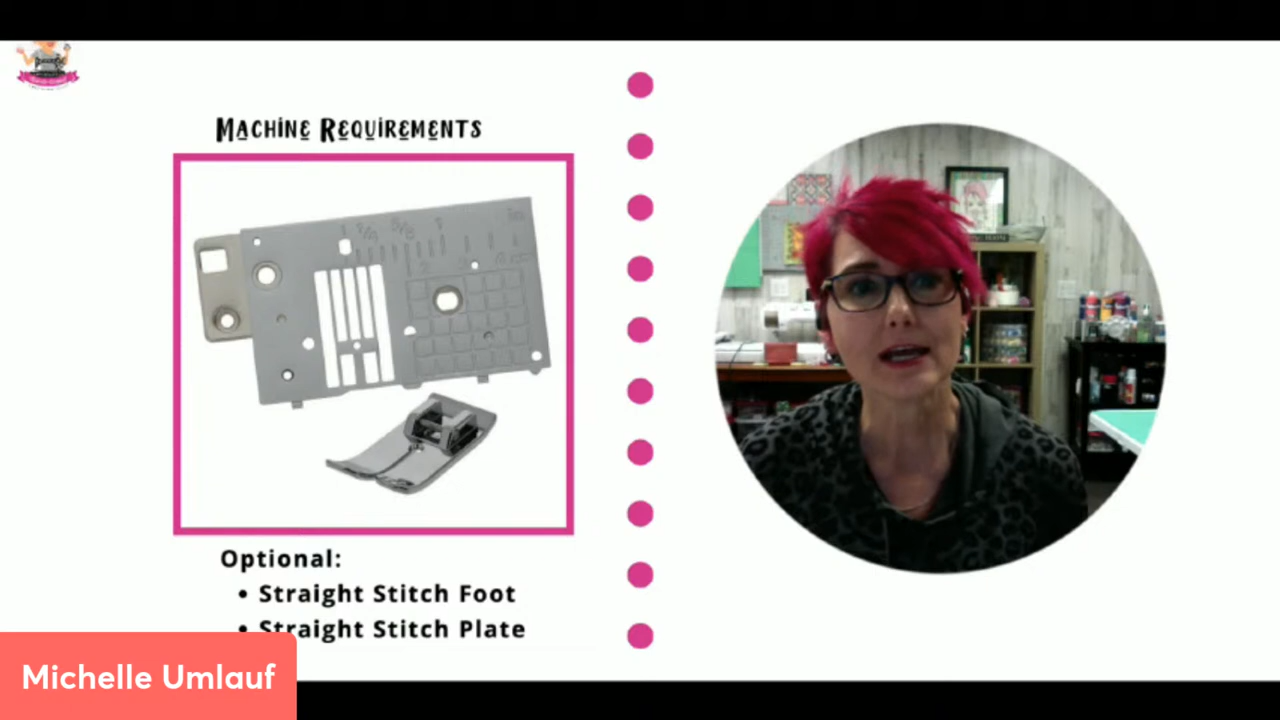 Machine Requirements
Optional:
• Straight Stitch Foot
• Straight Stitch Plate
Michelle Umlauf